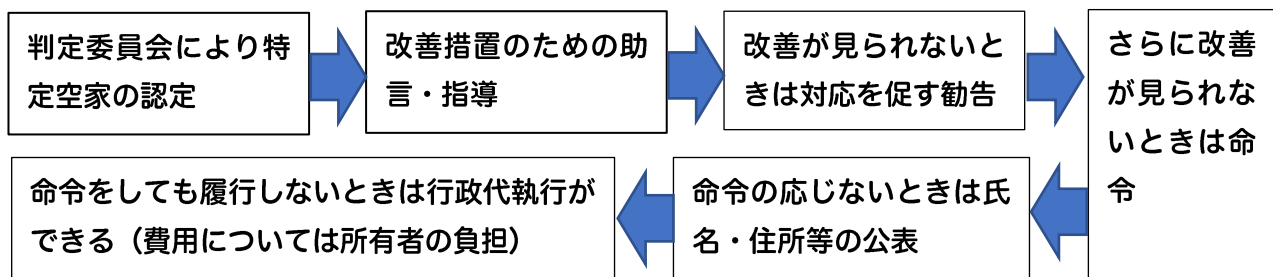 判定委員会により特
定空家の認定
改善措置のための助
言・指導
改善が見られないと
きは対応を促す勧告
さらに改善
が見られな
いときは命
令
命令の応じないときは氏
名・住所等の公表
命令をしても履行しないときは行政代執行が
できる（費用については所有者の負担）